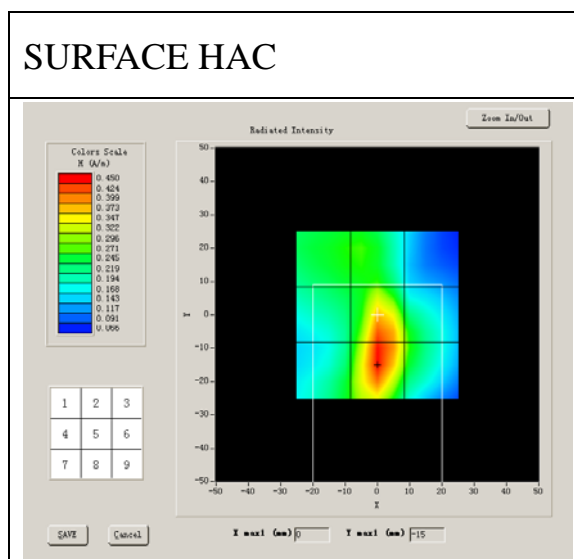 SURFACE HAC
Zoom In/Out
Radiated Intensity
Colors Scale
H (A/m)
0.450
0.424
0.399
0.373
0.347
0.322
0.296
0.271
0.245
0.219
0.194
0.168
0.143
0.117
0.091
0.066
50
40
30
20
10
0
-10
-20
-30
-40
-50
Y
-50 -40 -30 -20 -10 0 10 20 30 40 50
X
1 2 3
4 5 6
7 8 9
SAVE Cancel
X max1 (mm) 0 Y max1 (mm) -15